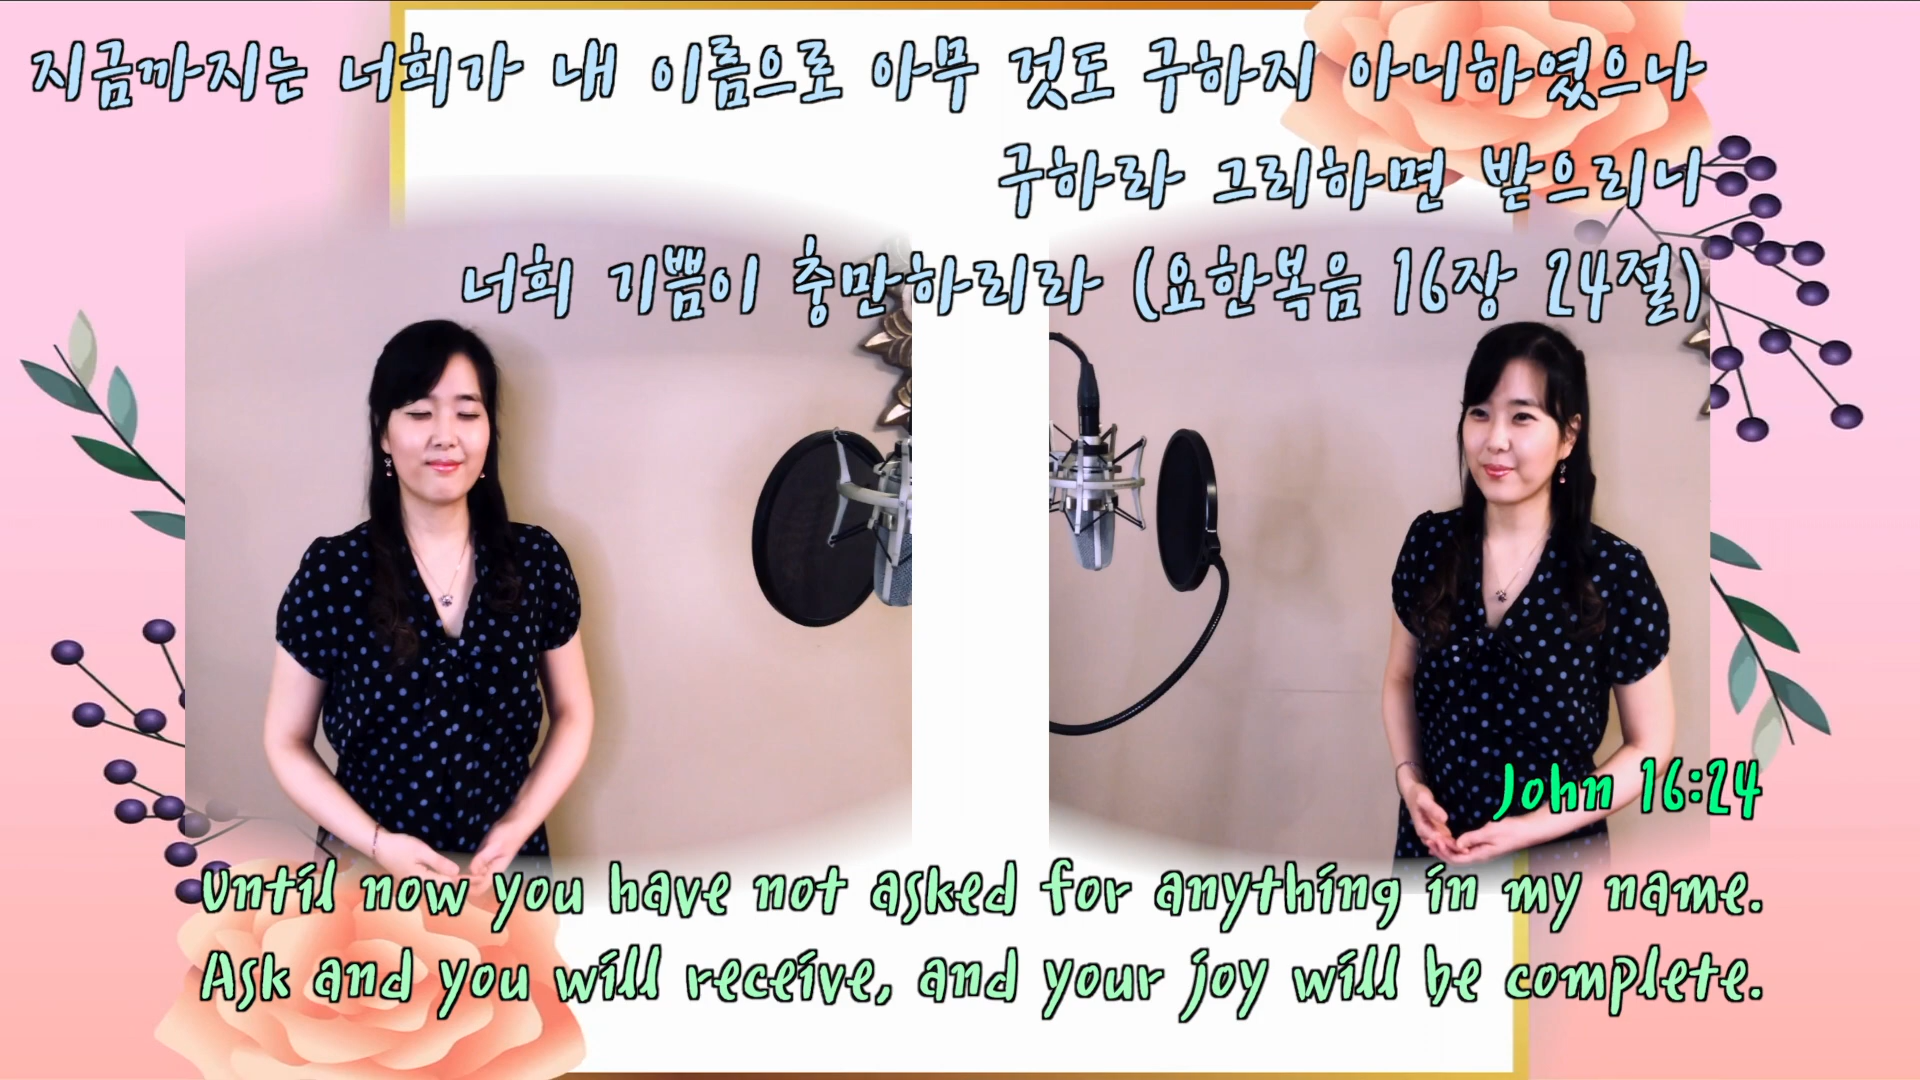 지금까지는 너희가 내 이름으로 아무 것도 구하지 아니하였으나
구하라 그리하면 받으리니
너희 기쁨이 충만하리라 (요한복음 16장 24절)
John 16:24
Until now you have not asked for anything in my name.
Ask and you will receive, and your joy will be complete.